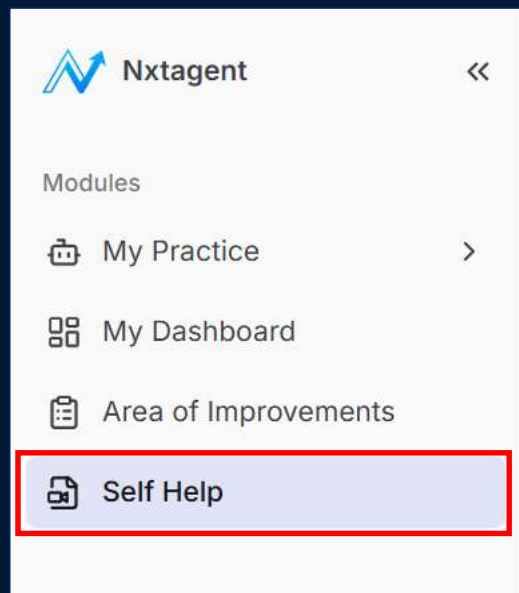 Nxtagent
Modules
My Practice
My Dashboard
Area of Improvements
Self Help